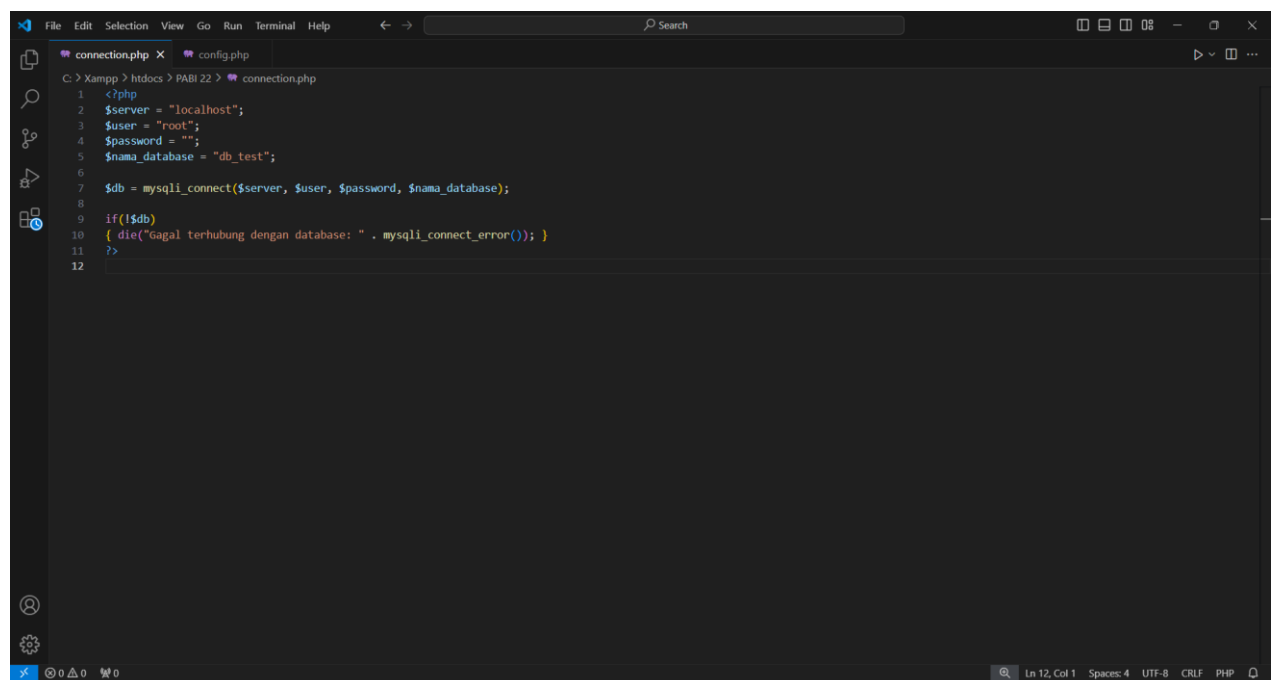 File Edit Selection View Go Run Terminal Help Search
connection.php config.php
C: > Xampp > htdocs > PABI 22 > connection.php
1 <?php
2 $server = "localhost";
3 $user = "root";
4 $password = "";
5 $nama_database = "db_test";
6
7 $db = mysqli_connect($server, $user, $password, $nama_database);
8
9 if(!$db)
10 { die("Gagal terhubung dengan database: " . mysqli_connect_error()); }
11 ?>
12
0 0 0 Ln 12, Col 1 Spaces: 4 UTF-8 CRLF PHP